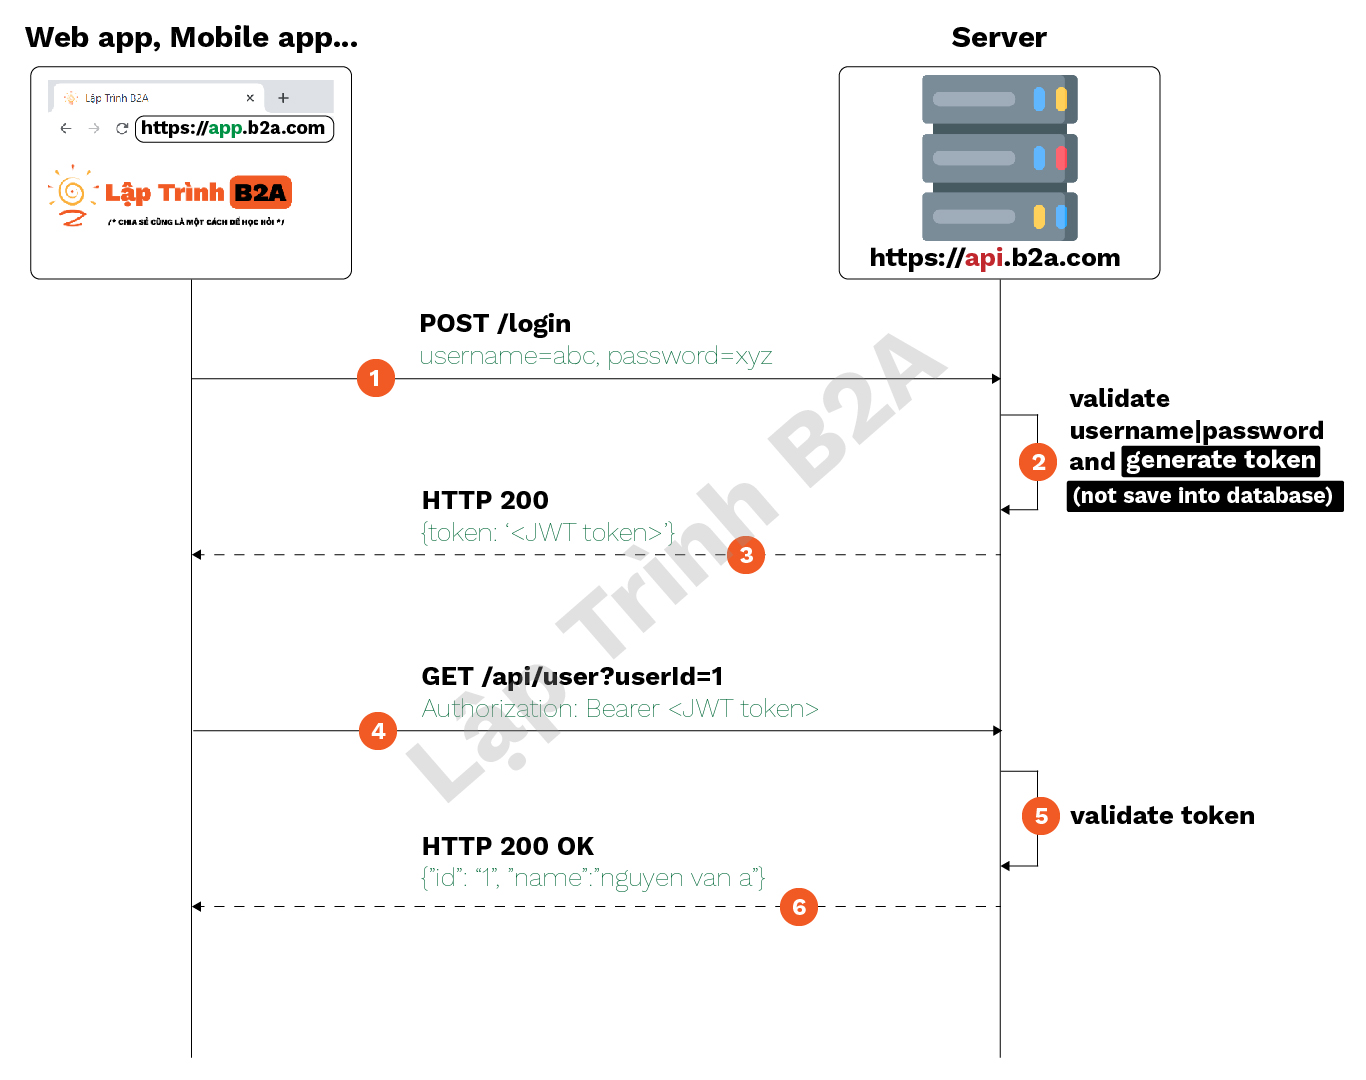 Web app, Mobile app...
Server
Lập Trình B2A
https://app.b2a.com
Lập Trình B2A
/* CHIA SẺ CŨNG LÀ MỘT CÁCH ĐỂ HỌC HỎI */
https://api.b2a.com
POST /login
username=abc, password=xyz
1
validate
username|password
and generate token
(not save into database)
2
HTTP 200
{token: ‘<JWT token>’}
3
Lập Trình B2A
GET /api/user?userId=1
Authorization: Bearer <JWT token>
4
5
validate token
HTTP 200 OK
{”id”: “1”, ”name”:”nguyen van a”}
6